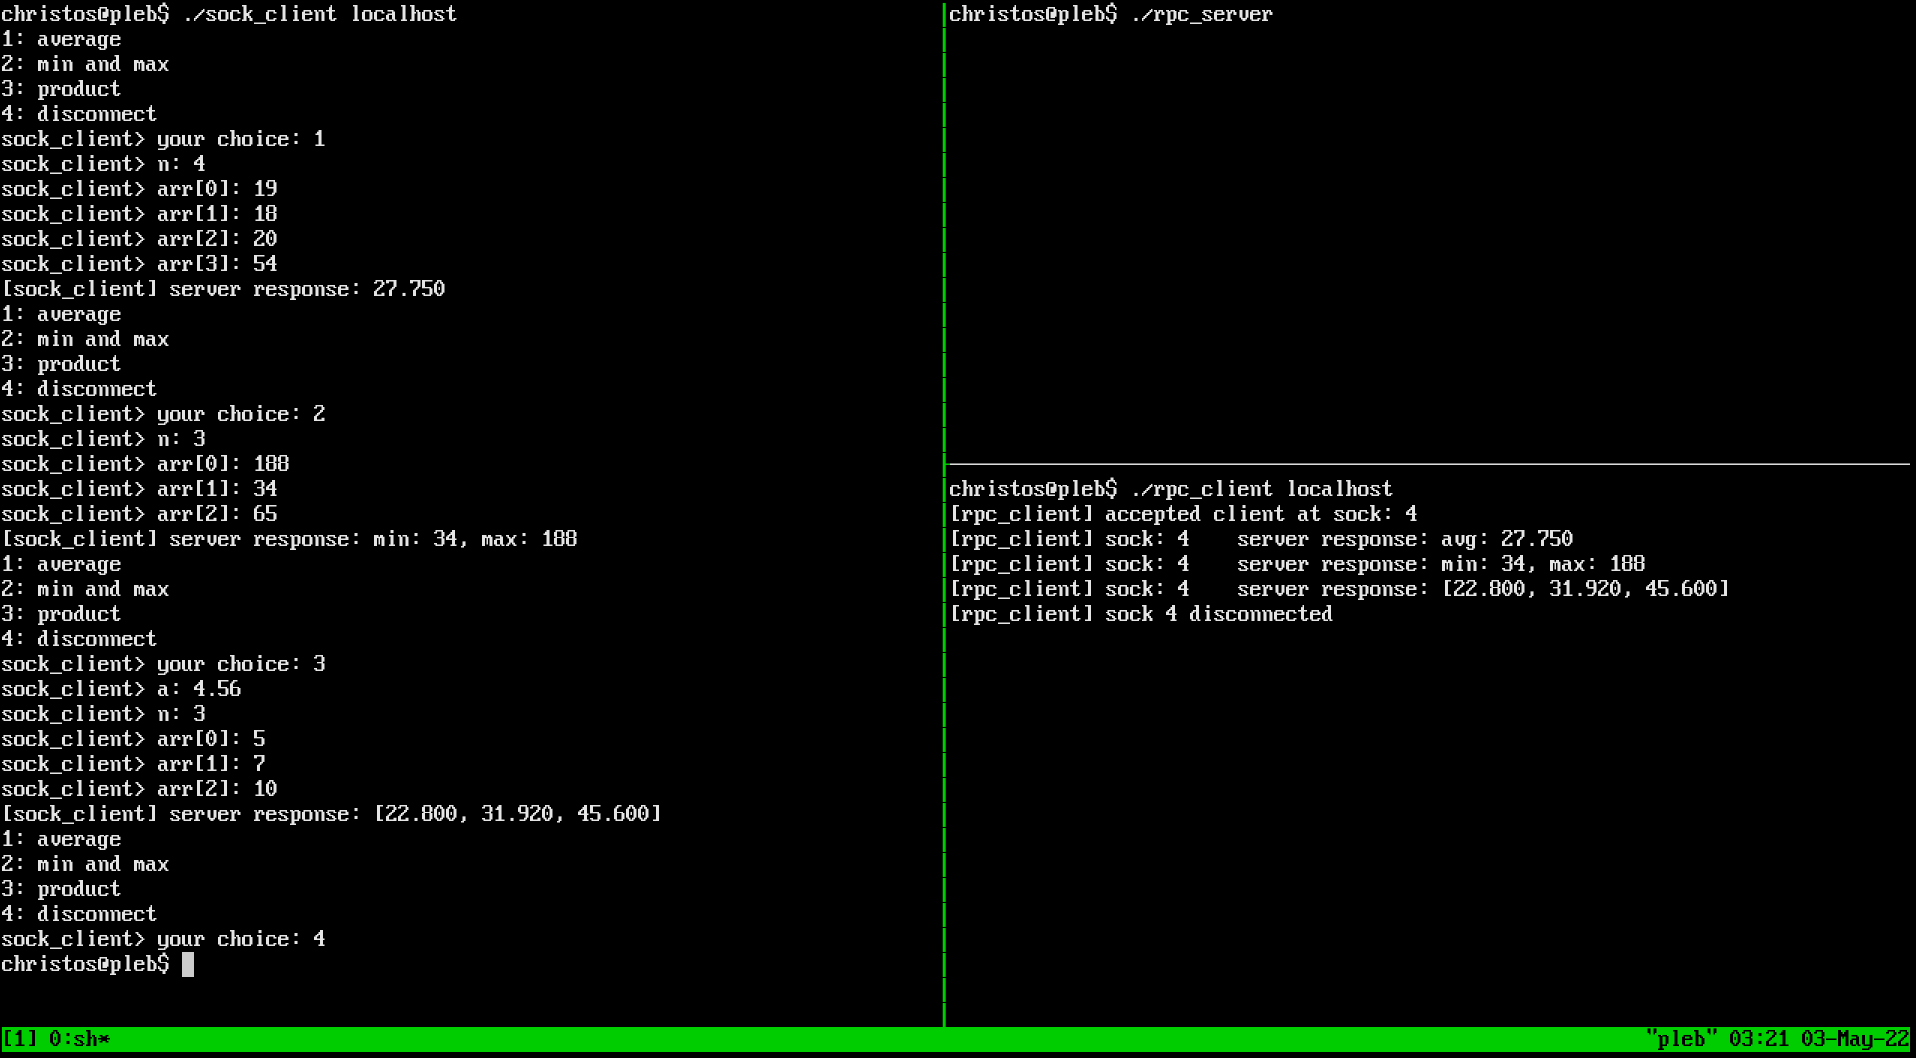 christos@pleb$ ./sock_client localhost
1: average
2: min and max
3: product
4: disconnect
sock_client> your choice: 1
sock_client> n: 4
sock_client> arr[0]: 19
sock_client> arr[1]: 18
sock_client> arr[2]: 20
sock_client> arr[3]: 54
[sock_client] server response: 27.750
1: average
2: min and max
3: product
4: disconnect
sock_client> your choice: 2
sock_client> n: 3
sock_client> arr[0]: 188
sock_client> arr[1]: 34
sock_client> arr[2]: 65
[sock_client] server response: min: 34, max: 188
1: average
2: min and max
3: product
4: disconnect
sock_client> your choice: 3
sock_client> a: 4.56
sock_client> n: 3
sock_client> arr[0]: 5
sock_client> arr[1]: 7
sock_client> arr[2]: 10
[sock_client] server response: [22.800, 31.920, 45.600]
1: average
2: min and max
3: product
4: disconnect
sock_client> your choice: 4
christos@pleb$
christos@pleb$ ./rpc_server
christos@pleb$ ./rpc_client localhost
[rpc_client] accepted client at sock: 4
[rpc_client] sock: 4    server response: avg: 27.750
[rpc_client] sock: 4    server response: min: 34, max: 188
[rpc_client] sock: 4    server response: [22.800, 31.920, 45.600]
[rpc_client] sock 4 disconnected
[1] 0:sh* "pleb" 03:21 03-May-22